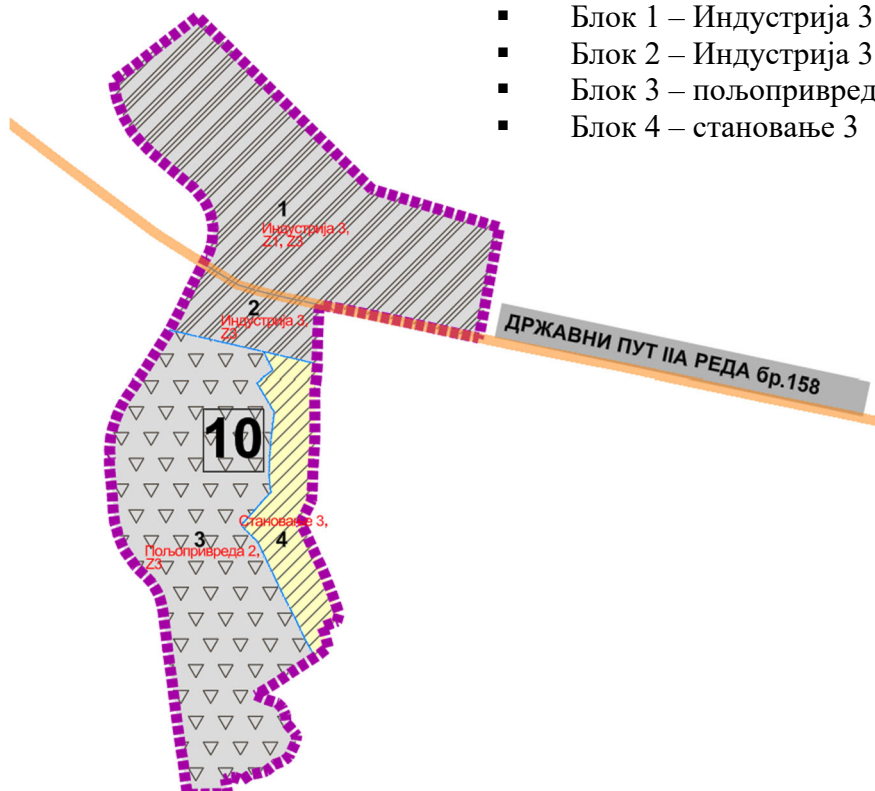 ▪ Блок 1 – Индустрија 3
▪ Блок 2 – Индустрија 3
▪ Блок 3 – пољопривред
▪ Блок 4 – становање 3
1
Индустрија 3,
Z1, Z3
2
Индустрија 3,
Z3
ДРЖАВНИ ПУТ IIА РЕДА бр.158
10
Становање 3,
4
3
Пољопривреда 2,
Z3